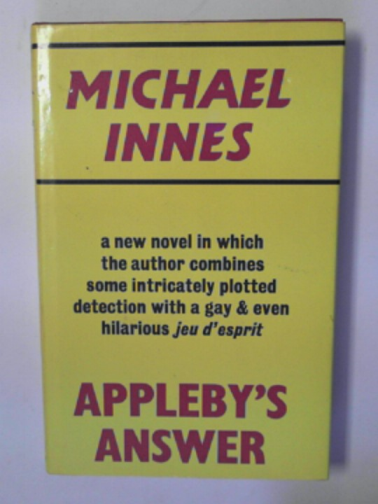 MICHAEL
INNES
a new novel in which
the author combines
some intricately plotted
detection with a gay & even
hilarious jeu d'esprit
APPLEBY'S
ANSWER